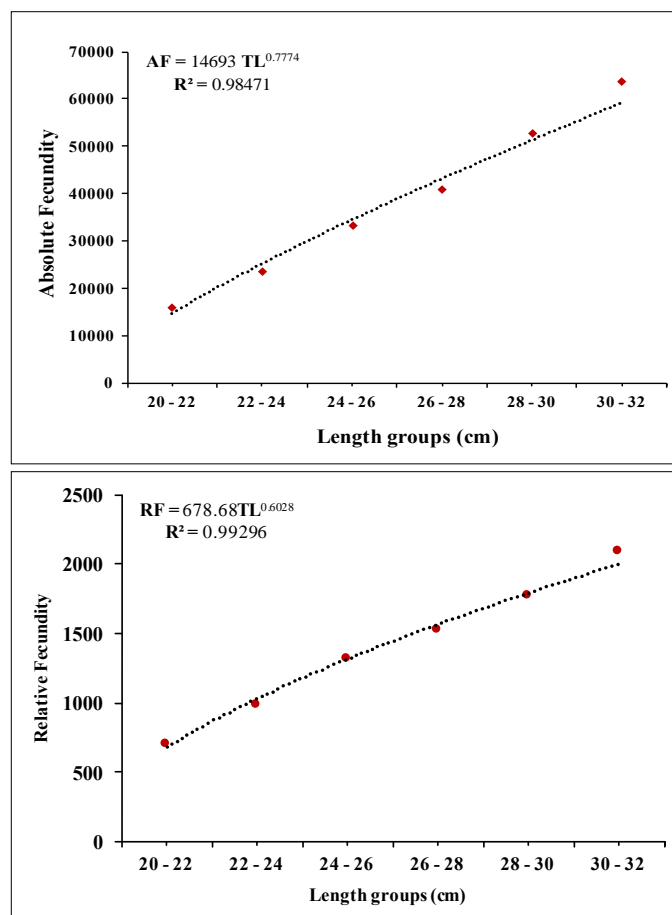 AF = 14693 TL0.7774
R² = 0.98471
70000
60000
50000
40000
30000
20000
10000
0
Absolute Fecundity
20 - 22 22 - 24 24 - 26 26 - 28 28 - 30 30 - 32
Length groups (cm)
RF = 678.68TL0.6028
R² = 0.99296
2500
2000
1500
1000
500
0
Relative Fecundity
20 - 22 22 - 24 24 - 26 26 - 28 28 - 30 30 - 32
Length groups (cm)